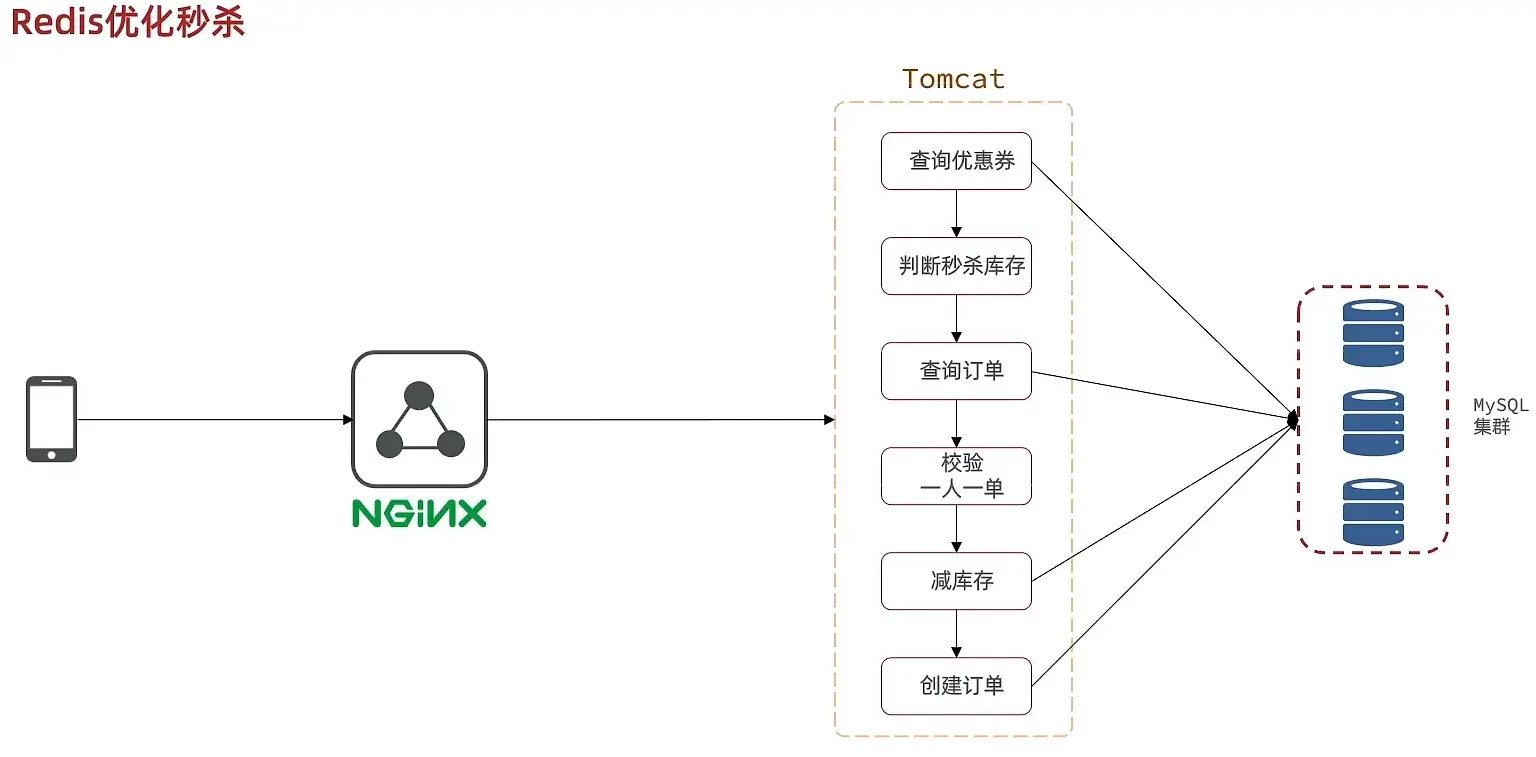 Redis优化秒杀
Tomcat
查询优惠券
判断秒杀库存
查询订单
校验
一人一单
减库存
创建订单
NGiNX
MySQL
集群